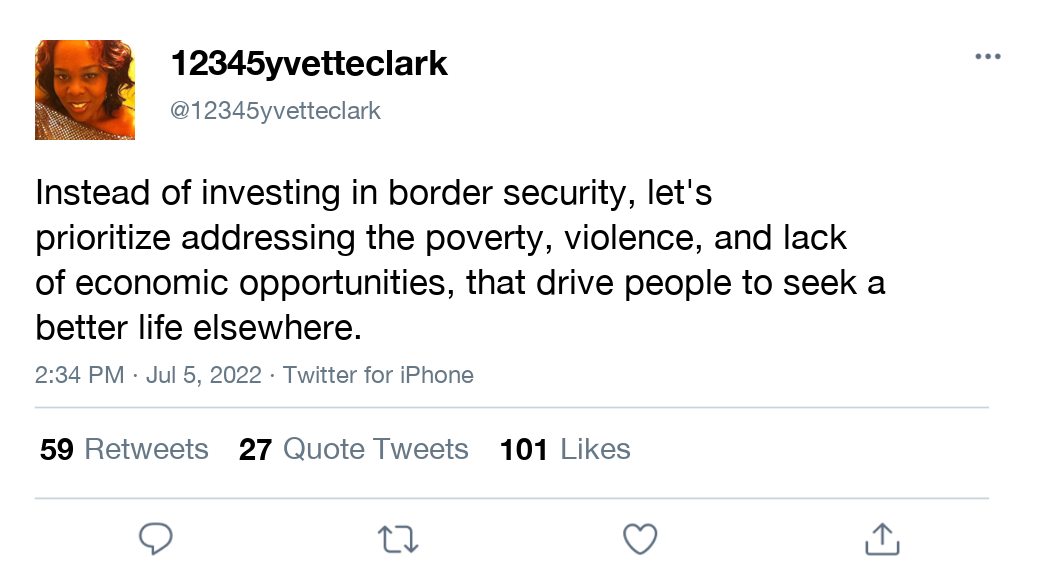 12345yvetteclark
@12345yvetteclark
Instead of investing in border security, let's
prioritize addressing the poverty, violence, and lack
of economic opportunities, that drive people to seek a
better life elsewhere.
2:34 PM · Jul 5, 2022 · Twitter for iPhone
59 Retweets 27 Quote Tweets 101 Likes